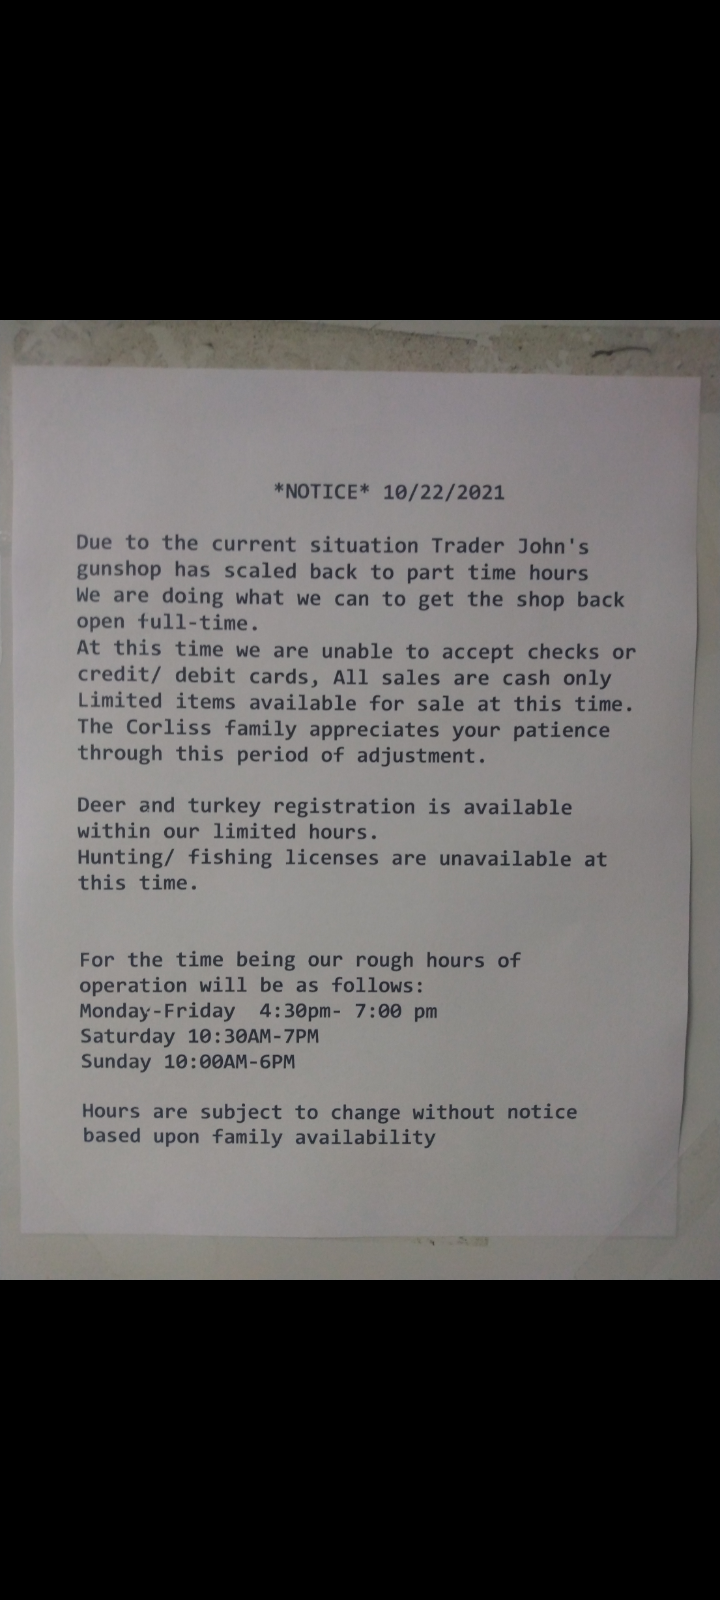 *NOTICE* 10/22/2021
Due to the current situation Trader John's
gunshop has scaled back to part time hours
We are doing what we can to get the shop back
open full-time.
At this time we are unable to accept checks or
credit/ debit cards, All sales are cash only
Limited items available for sale at this time.
The Corliss family appreciates your patience
through this period of adjustment.
Deer and turkey registration is available
within our limited hours.
Hunting/ fishing licenses are unavailable at
this time.
For the time being our rough hours of
operation will be as follows:
Monday-Friday  4:30pm- 7:00 pm
Saturday 10:30AM-7PM
Sunday 10:00AM-6PM
Hours are subject to change without notice
based upon family availability